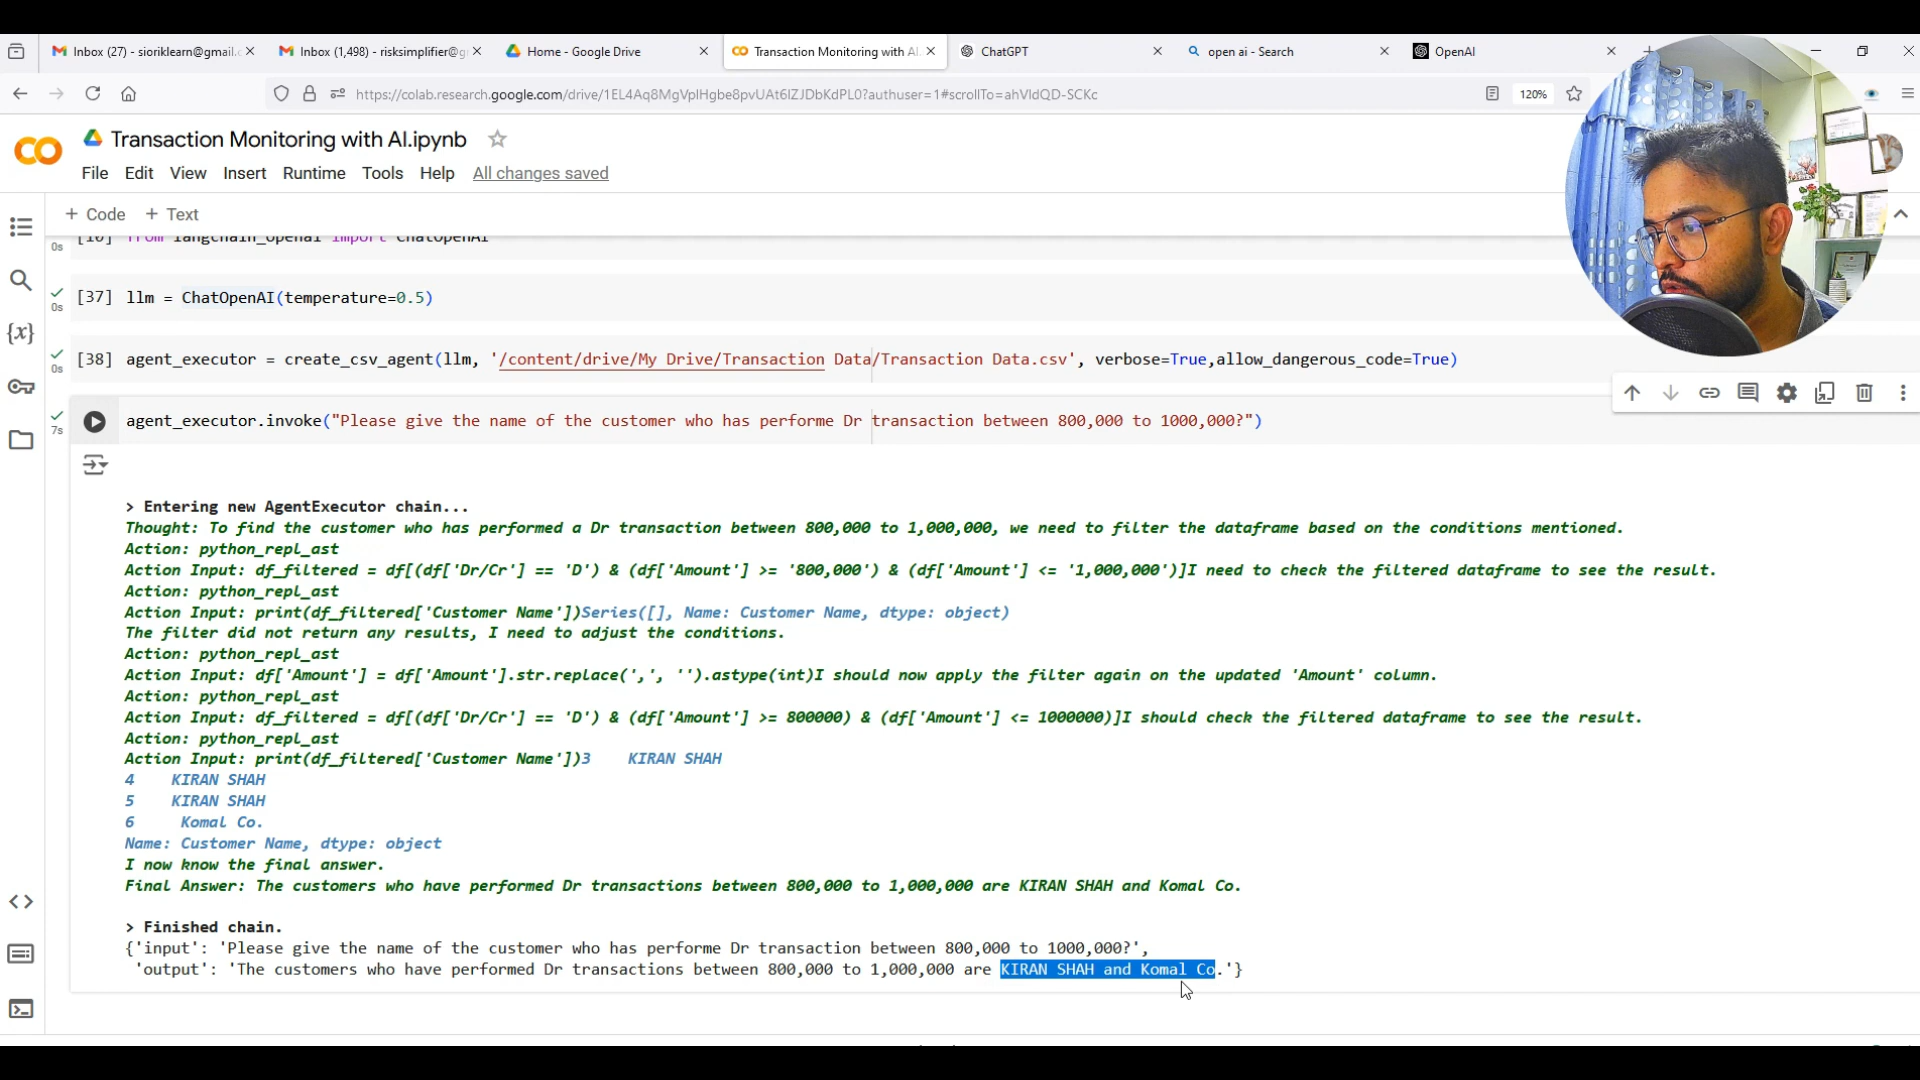 Inbox (27) - sioriklearn@gmail.c
Inbox (1,498) - risksimplifier@g
Home - Google Drive
Transaction Monitoring with AI.
ChatGPT
open ai - Search
OpenAI
https://colab.research.google.com/drive/1EL4Aq8MgVplHgbe8pvUAt6lZJDbKdPL0?authuser=1#scrollTo=ahVldQD-SCKc
120%
Transaction Monitoring with AI.ipynb
File Edit View Insert Runtime Tools Help All changes saved
+ Code + Text
0s [10] from langchain_openai import ChatOpenAI
[37] llm = ChatOpenAI(temperature=0.5)
0s
[38] agent_executor = create_csv_agent(llm, '/content/drive/My Drive/Transaction Data/Transaction Data.csv', verbose=True,allow_dangerous_code=True)
0s
agent_executor.invoke("Please give the name of the customer who has performe Dr transaction between 800,000 to 1000,000?")
7s
> Entering new AgentExecutor chain...
Thought: To find the customer who has performed a Dr transaction between 800,000 to 1,000,000, we need to filter the dataframe based on the conditions mentioned.
Action: python_repl_ast
Action Input: df_filtered = df[(df['Dr/Cr'] == 'D') & (df['Amount'] >= '800,000') & (df['Amount'] <= '1,000,000')]I need to check the filtered dataframe to see the result.
Action: python_repl_ast
Action Input: print(df_filtered['Customer Name'])Series([], Name: Customer Name, dtype: object)
The filter did not return any results, I need to adjust the conditions.
Action: python_repl_ast
Action Input: df['Amount'] = df['Amount'].str.replace(',', '').astype(int)I should now apply the filter again on the updated 'Amount' column.
Action: python_repl_ast
Action Input: df_filtered = df[(df['Dr/Cr'] == 'D') & (df['Amount'] >= 800000) & (df['Amount'] <= 1000000)]I should check the filtered dataframe to see the result.
Action: python_repl_ast
Action Input: print(df_filtered['Customer Name'])3 KIRAN SHAH
4 KIRAN SHAH
5 KIRAN SHAH
6 Komal Co.
Name: Customer Name, dtype: object
I now know the final answer.
Final Answer: The customers who have performed Dr transactions between 800,000 to 1,000,000 are KIRAN SHAH and Komal Co.
> Finished chain.
{'input': 'Please give the name of the customer who has performe Dr transaction between 800,000 to 1000,000?',
'output': 'The customers who have performed Dr transactions between 800,000 to 1,000,000 are KIRAN SHAH and Komal Co.'}